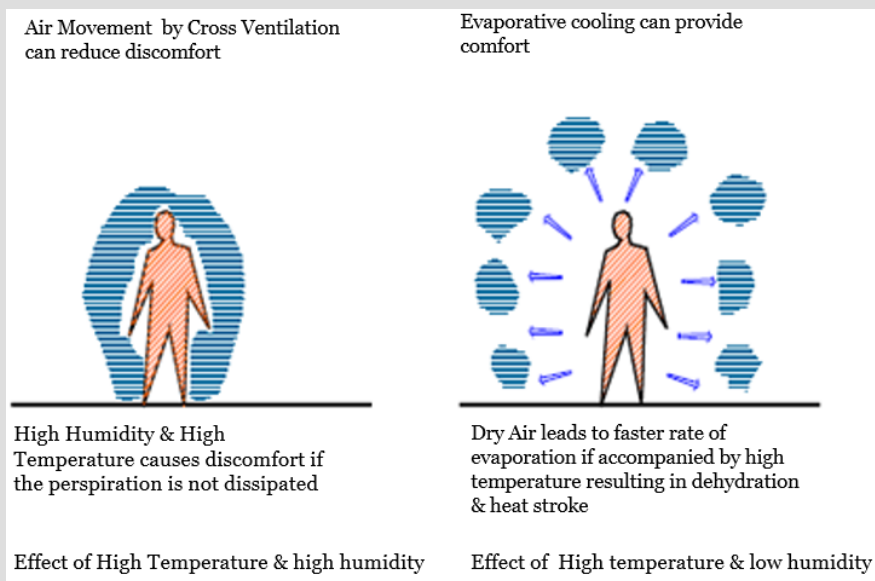 Air Movement by Cross Ventilation
can reduce discomfort
Evaporative cooling can provide
comfort
High Humidity & High
Temperature causes discomfort if
the perspiration is not dissipated
Dry Air leads to faster rate of
evaporation if accompanied by high
temperature resulting in dehydration
& heat stroke
Effect of High Temperature & high humidity
Effect of High temperature & low humidity